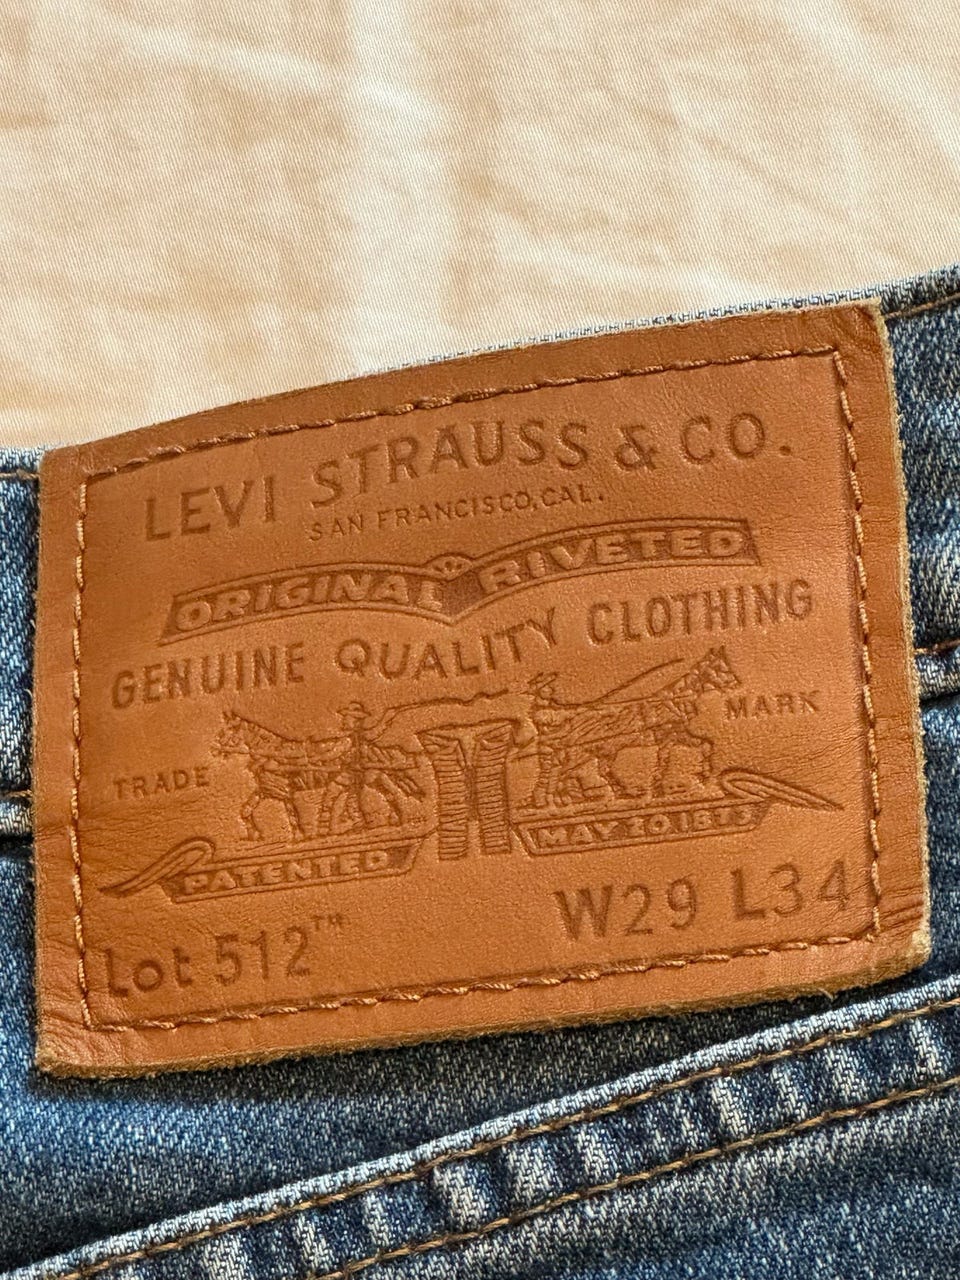 LEVI STRAUSS & CO.
SAN FRANCISCO, CAL.
ORIGINAL RIVETED
GENUINE QUALITY CLOTHING
TRADE MARK
PATENTED MAY 20 1873
Lot 512™ W29 L34